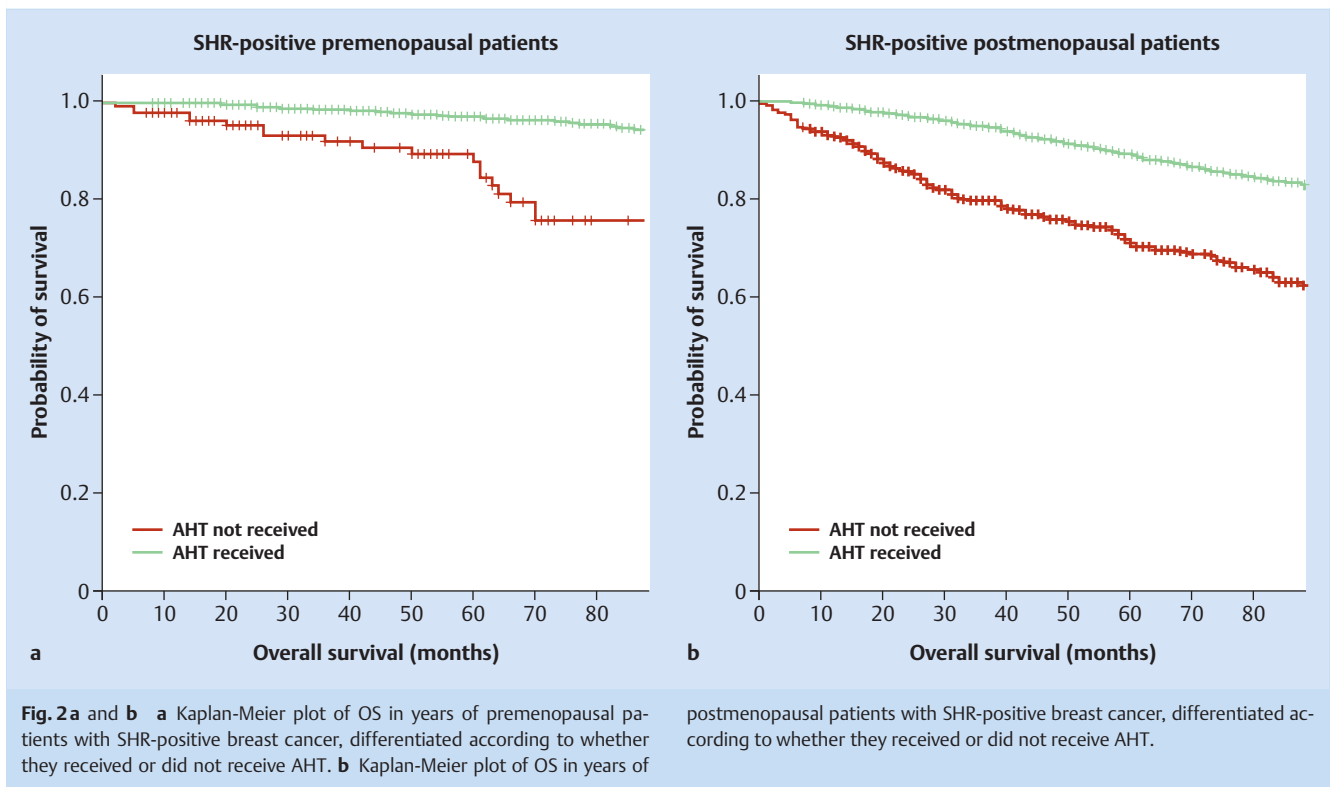 SHR-positive premenopausal patients
1.0
0.8
0.6
0.4
0.2
0
Probability of survival
AHT not received
AHT received
0 10 20 30 40 50 60 70 80
a Overall survival (months)
SHR-positive postmenopausal patients
1.0
0.8
0.6
0.4
0.2
0
Probability of survival
AHT not received
AHT received
0 10 20 30 40 50 60 70 80
b Overall survival (months)
Fig. 2 a and b a Kaplan-Meier plot of OS in years of premenopausal pa-
tients with SHR-positive breast cancer, differentiated according to whether
they received or did not receive AHT. b Kaplan-Meier plot of OS in years of
postmenopausal patients with SHR-positive breast cancer, differentiated ac-
cording to whether they received or did not receive AHT.